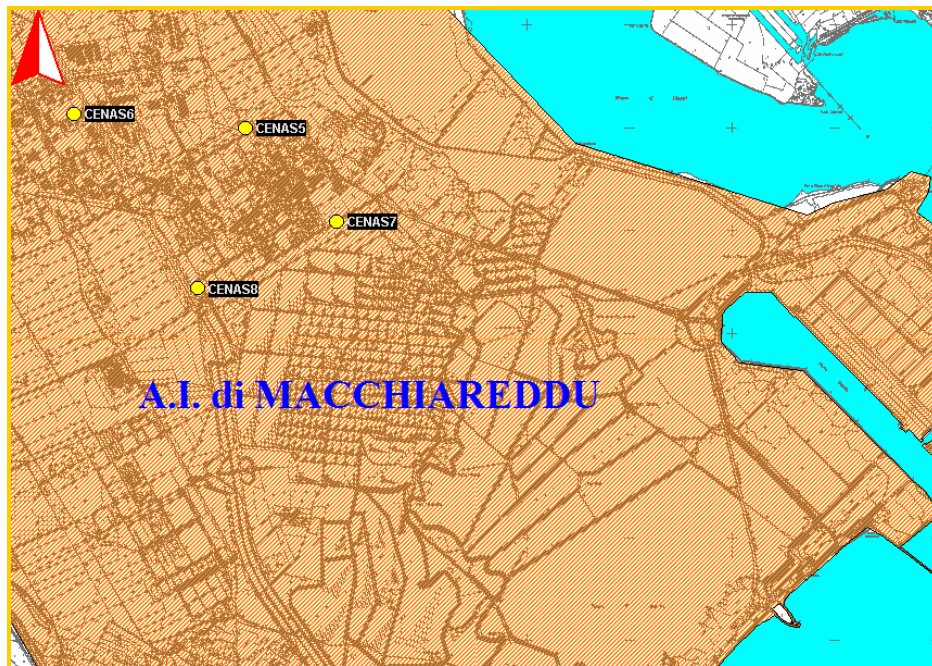 CENAS6
CENAS5
CENAS7
CENAS8
A.I. di MACCHIAREDDU